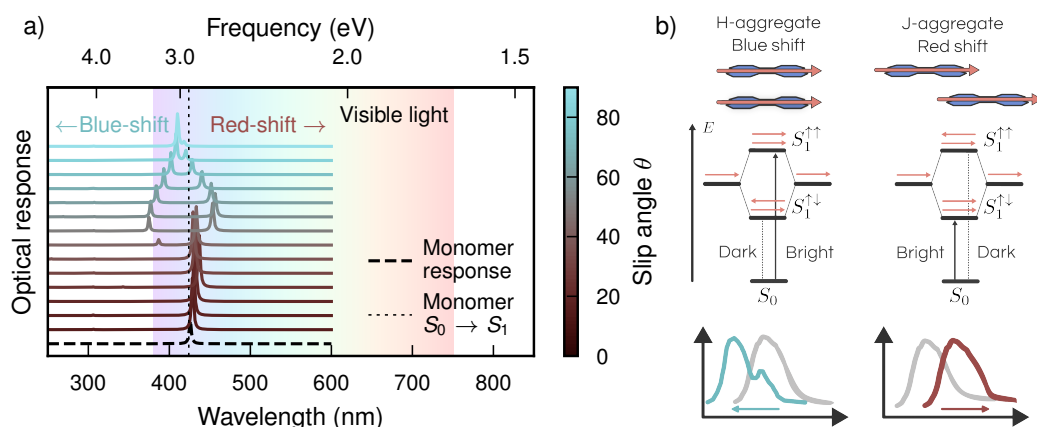 a)
Frequency (eV)
4.0 3.0 2.0 1.5
← Blue-shift Red-shift →
Visible light
Optical response
Monomer
response
Monomer
S₀ → S₁
300 400 500 600 700 800
Wavelength (nm)
80
60
40
20
0
Slip angle θ
b)
H-aggregate
Blue shift
J-aggregate
Red shift
E
S₁↑↑
S₁↑↓
Dark Bright
S₀
S₁↑↑
S₁↑↓
Bright Dark
S₀